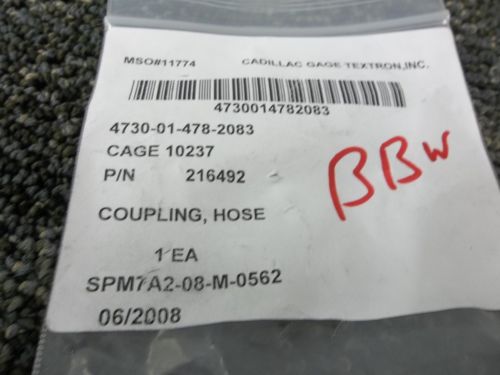 MSO#11774 CADILLAC GAGE TEXTRON,INC.
4730014782083
4730-01-478-2083
CAGE 10237
P/N 216492
BBW
COUPLING, HOSE
1 EA
SPM7A2-08-M-0562
06/2008